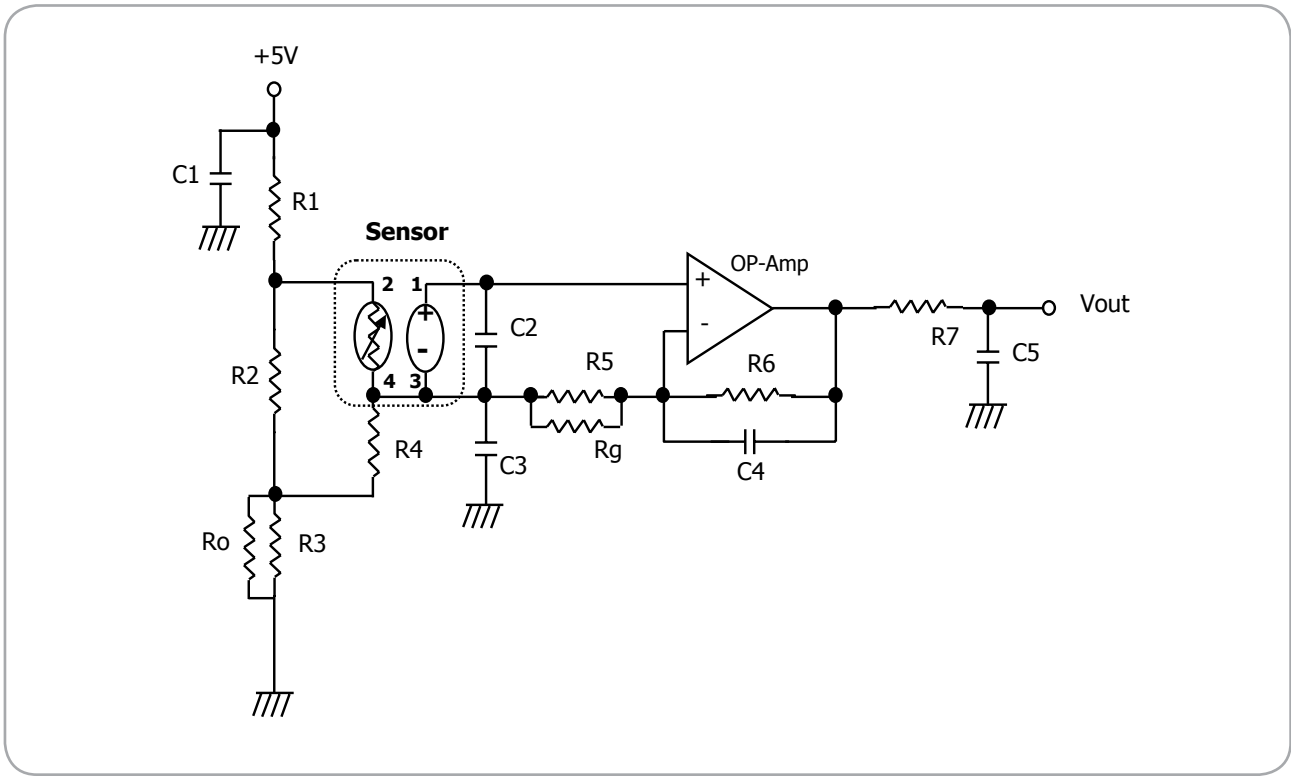 +5V
C1
R1
Sensor
2 1
+
-
4 3
R2
R4
Ro
R3
C2
C3
R5
Rg
OP-Amp
+
-
R6
C4
R7
C5
Vout